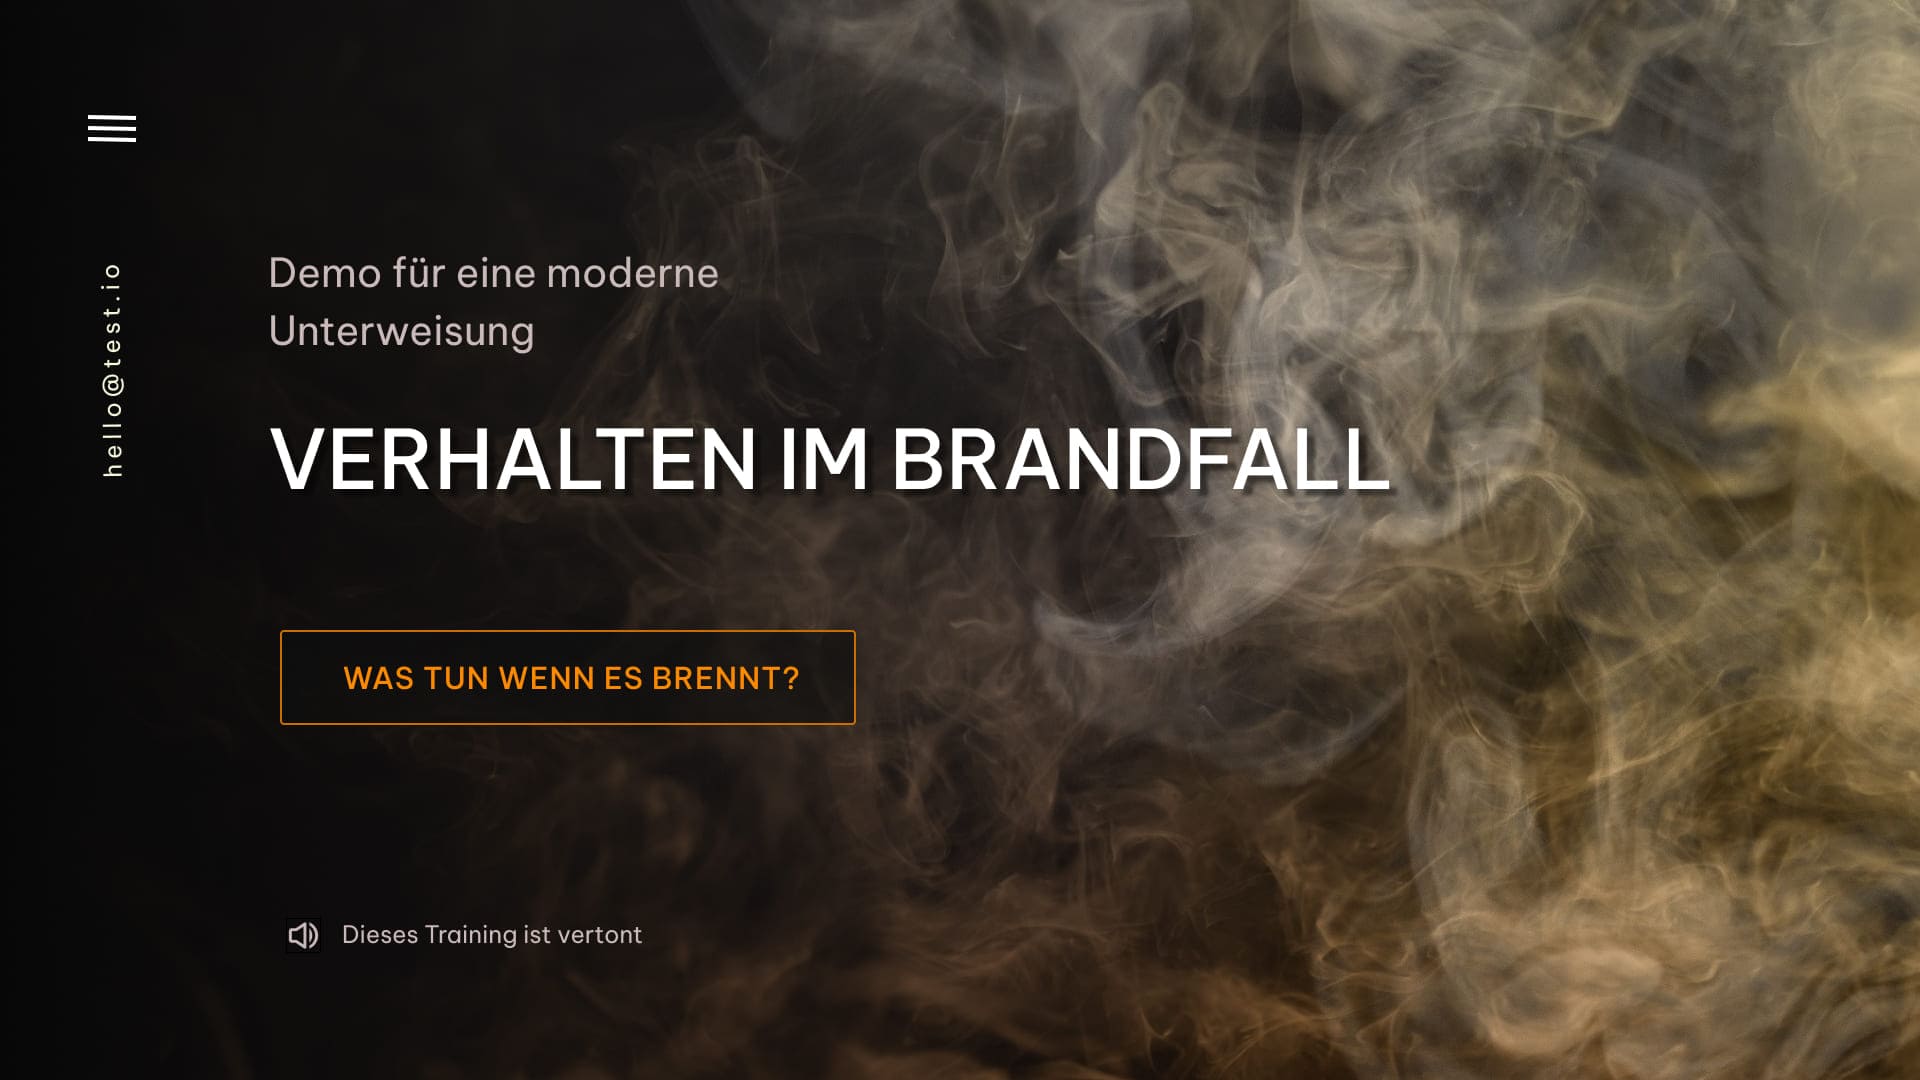 hello@test.io
Demo für eine moderne
Unterweisung
VERHALTEN IM BRANDFALL
WAS TUN WENN ES BRENNT?
Dieses Training ist vertont